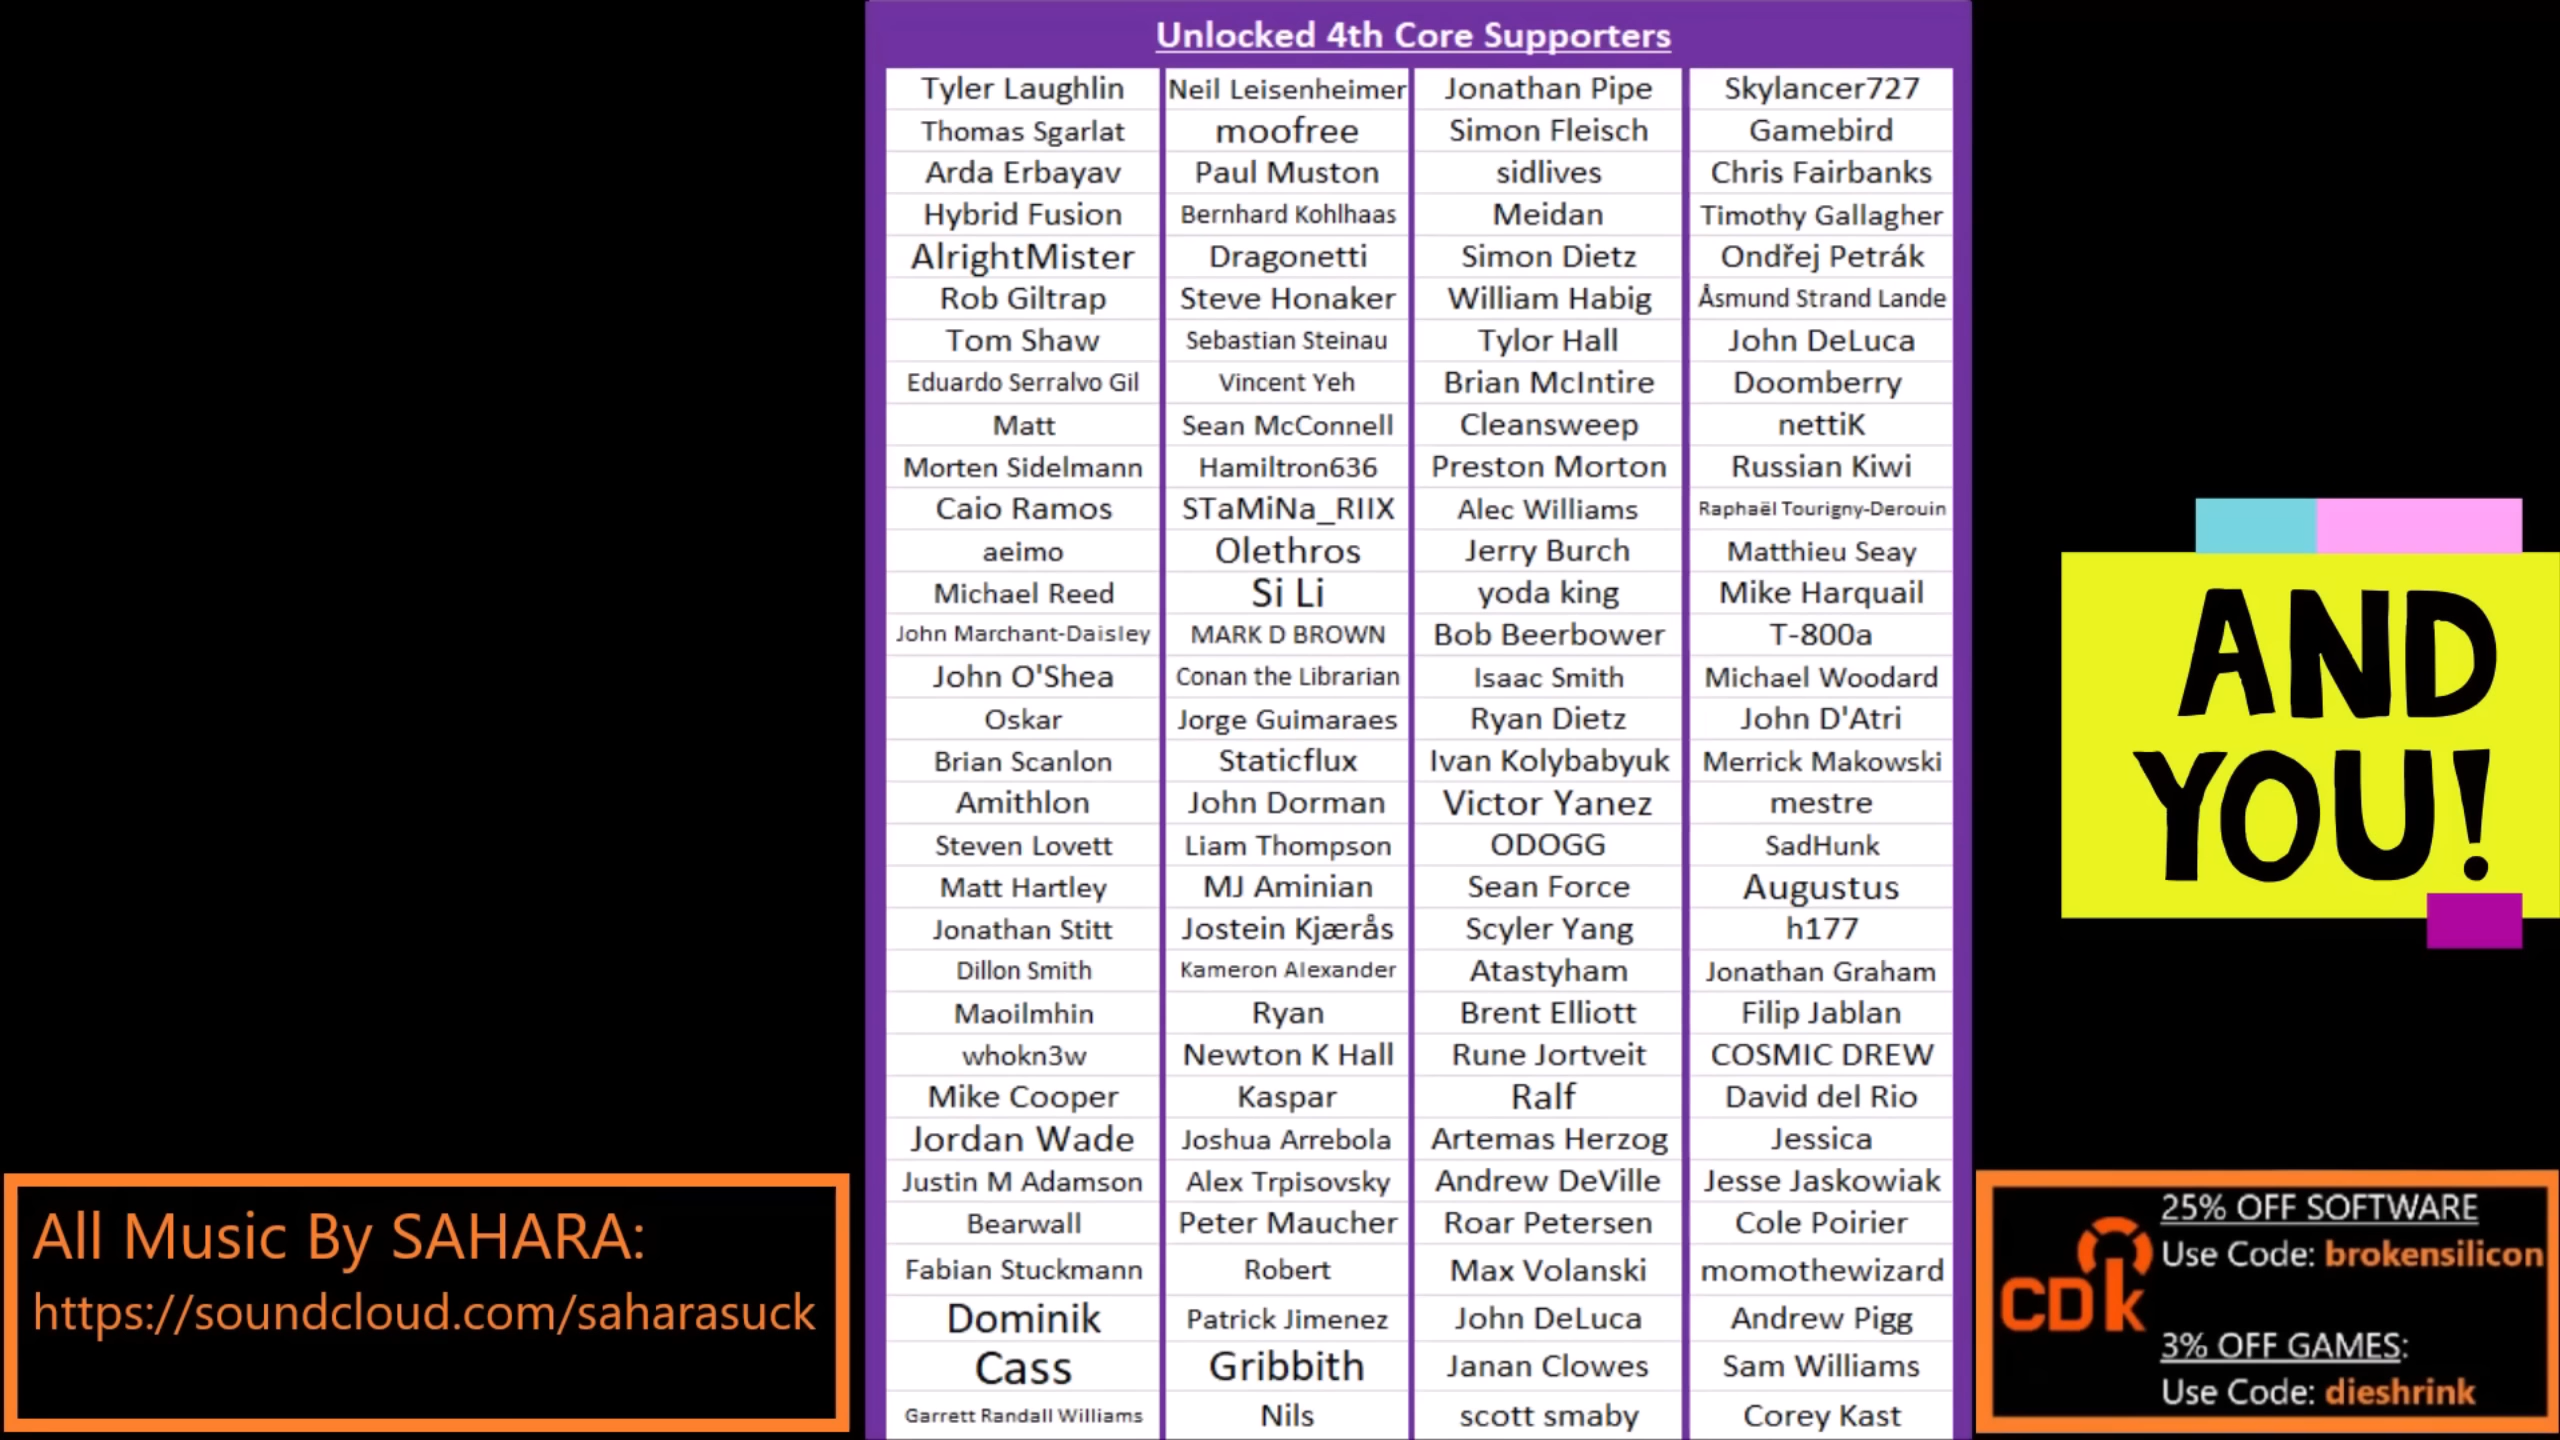 Unlocked 4th Core Supporters
Tyler Laughlin Neil Leisenheimer Jonathan Pipe Skylancer727
Thomas Sgarlat moofree Simon Fleisch Gamebird
Arda Erbayav Paul Muston sidlives Chris Fairbanks
Hybrid Fusion Bernhard Kohlhaas Meidan Timothy Gallagher
AlrightMister Dragonetti Simon Dietz Ondřej Petrák
Rob Giltrap Steve Honaker William Habig Åsmund Strand Lande
Tom Shaw Sebastian Steinau Tylor Hall John DeLuca
Eduardo Serralvo Gil Vincent Yeh Brian McIntire Doomberry
Matt Sean McConnell Cleansweep nettiK
Morten Sidelmann Hamiltron636 Preston Morton Russian Kiwi
Caio Ramos STaMiNa_RIIX Alec Williams Raphaël Tourigny-Derouin
aeimo Olethros Jerry Burch Matthieu Seay
Michael Reed Si Li yoda king Mike Harquail
John Marchant-Daisley MARK D BROWN Bob Beerbower T-800a
John O'Shea Conan the Librarian Isaac Smith Michael Woodard
Oskar Jorge Guimaraes Ryan Dietz John D'Atri
Brian Scanlon Staticflux Ivan Kolybabyuk Merrick Makowski
Amithlon John Dorman Victor Yanez mestre
Steven Lovett Liam Thompson ODOGG SadHunk
Matt Hartley MJ Aminian Sean Force Augustus
Jonathan Stitt Jostein Kjærås Scyler Yang h177
Dillon Smith Kameron Alexander Atastyham Jonathan Graham
Maoilmhin Ryan Brent Elliott Filip Jablan
whokn3w Newton K Hall Rune Jortveit COSMIC DREW
Mike Cooper Kaspar Ralf David del Rio
Jordan Wade Joshua Arrebola Artemas Herzog Jessica
Justin M Adamson Alex Trpisovsky Andrew DeVille Jesse Jaskowiak
Bearwall Peter Maucher Roar Petersen Cole Poirier
Fabian Stuckmann Robert Max Volanski momothewizard
Dominik Patrick Jimenez John DeLuca Andrew Pigg
Cass Gribbith Janan Clowes Sam Williams
Garrett Randall Williams Nils scott smaby Corey Kast
AND
YOU!
All Music By SAHARA:
https://soundcloud.com/saharasuck
CDk
25% OFF SOFTWARE
Use Code: brokensilicon
3% OFF GAMES:
Use Code: dieshrink